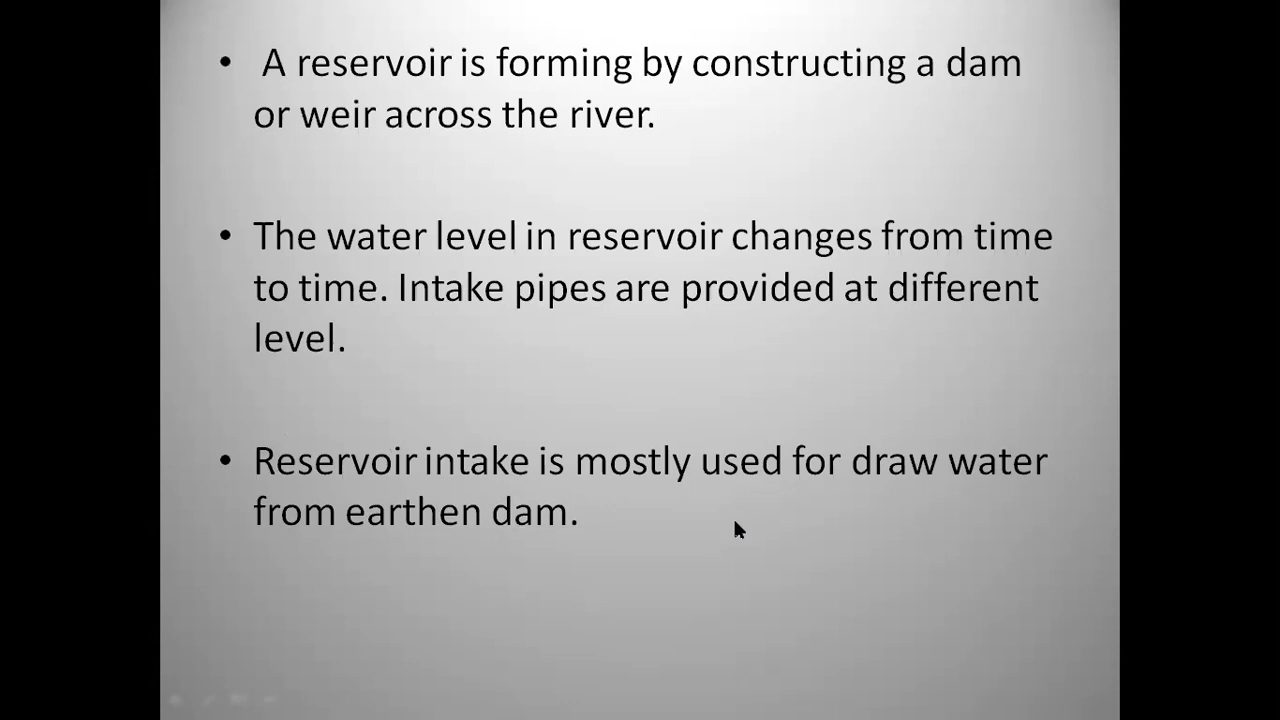 • A reservoir is forming by constructing a dam
or weir across the river.
• The water level in reservoir changes from time
to time. Intake pipes are provided at different
level.
• Reservoir intake is mostly used for draw water
from earthen dam.